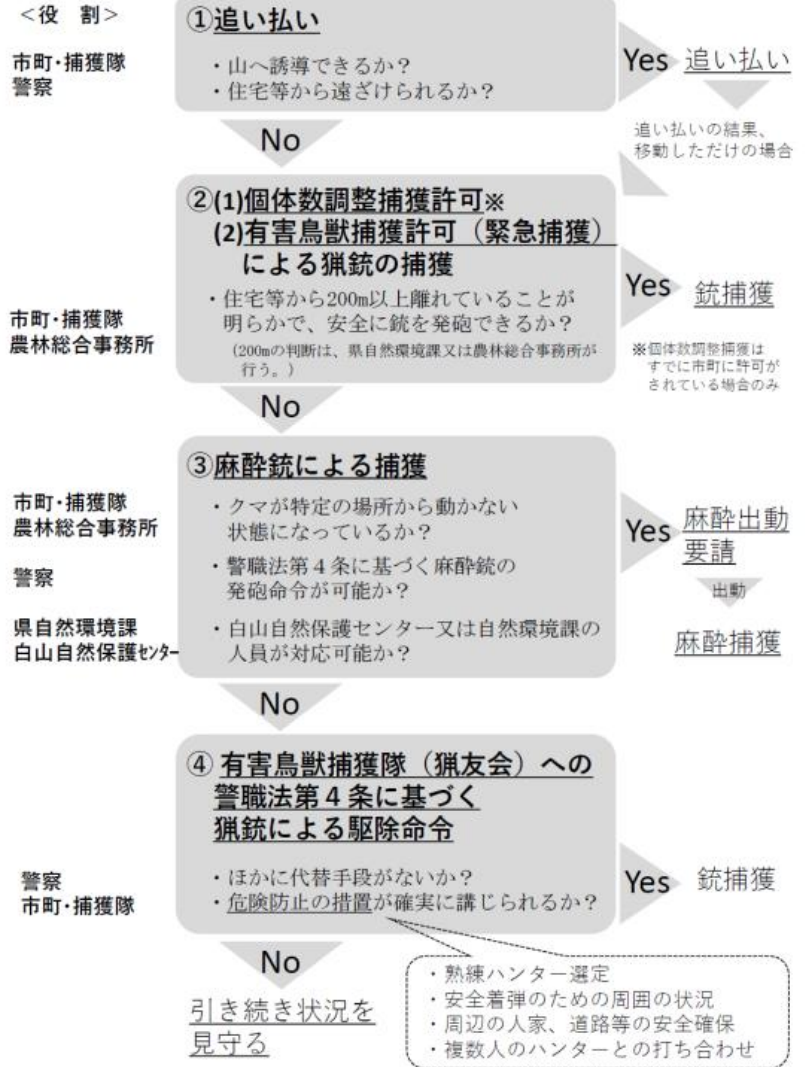 <役 割>
①追い払い
市町・捕獲隊
警察
・山へ誘導できるか？
・住宅等から遠ざけられるか？
Yes
追い払い
No
追い払いの結果、
移動しただけの場合
②(1)個体数調整捕獲許可※
(2)有害鳥獣捕獲許可（緊急捕獲）
による猟銃の捕獲
市町・捕獲隊
農林総合事務所
・住宅等から200m以上離れていることが
明らかで、安全に銃を発砲できるか？
（200mの判断は、県自然環境課又は農林総合事務所が
行う。）
Yes
銃捕獲
※個体数調整捕獲は
すでに市町に許可が
されている場合のみ
No
③麻酔銃による捕獲
市町・捕獲隊
農林総合事務所
警察
県自然環境課
白山自然保護ｾﾝﾀｰ
・クマが特定の場所から動かない
状態になっているか？
・警職法第４条に基づく麻酔銃の
発砲命令が可能か？
・白山自然保護センター又は自然環境課の
人員が対応可能か？
Yes
麻酔出動
要請
出動
麻酔捕獲
No
④ 有害鳥獣捕獲隊（猟友会）への
警職法第４条に基づく
猟銃による駆除命令
警察
市町・捕獲隊
・ほかに代替手段がないか？
・危険防止の措置が確実に講じられるか？
Yes
銃捕獲
No
引き続き状況を
見守る
・熟練ハンター選定
・安全着弾のための周囲の状況
・周辺の人家、道路等の安全確保
・複数人のハンターとの打ち合わせ